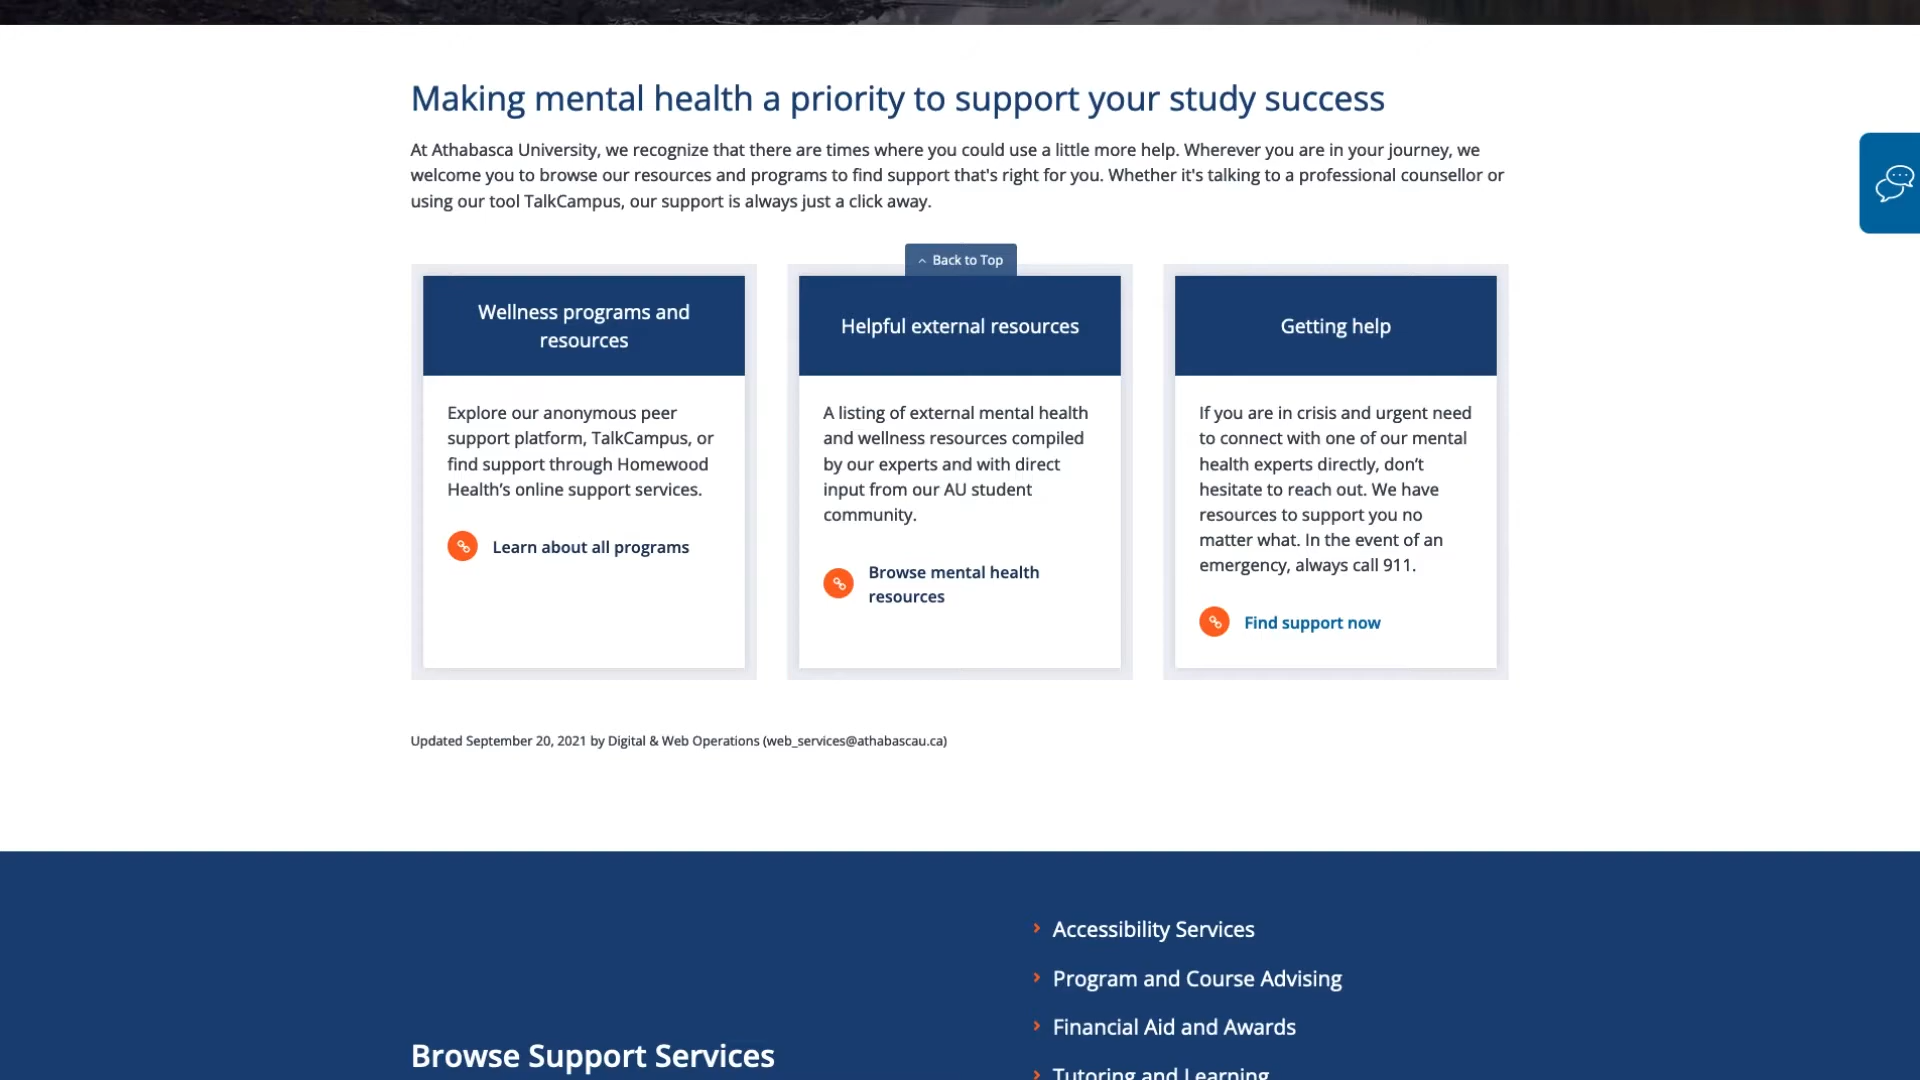 Making mental health a priority to support your study success
At Athabasca University, we recognize that there are times where you could use a little more help. Wherever you are in your journey, we
welcome you to browse our resources and programs to find support that's right for you. Whether it's talking to a professional counsellor or
using our tool TalkCampus, our support is always just a click away.
Back to Top
Wellness programs and
resources
Explore our anonymous peer
support platform, TalkCampus, or
find support through Homewood
Health’s online support services.
Learn about all programs
Helpful external resources
A listing of external mental health
and wellness resources compiled
by our experts and with direct
input from our AU student
community.
Browse mental health
resources
Getting help
If you are in crisis and urgent need
to connect with one of our mental
health experts directly, don’t
hesitate to reach out. We have
resources to support you no
matter what. In the event of an
emergency, always call 911.
Find support now
Updated September 20, 2021 by Digital & Web Operations (web_services@athabascau.ca)
Browse Support Services
Accessibility Services
Program and Course Advising
Financial Aid and Awards
Tutoring and Learning